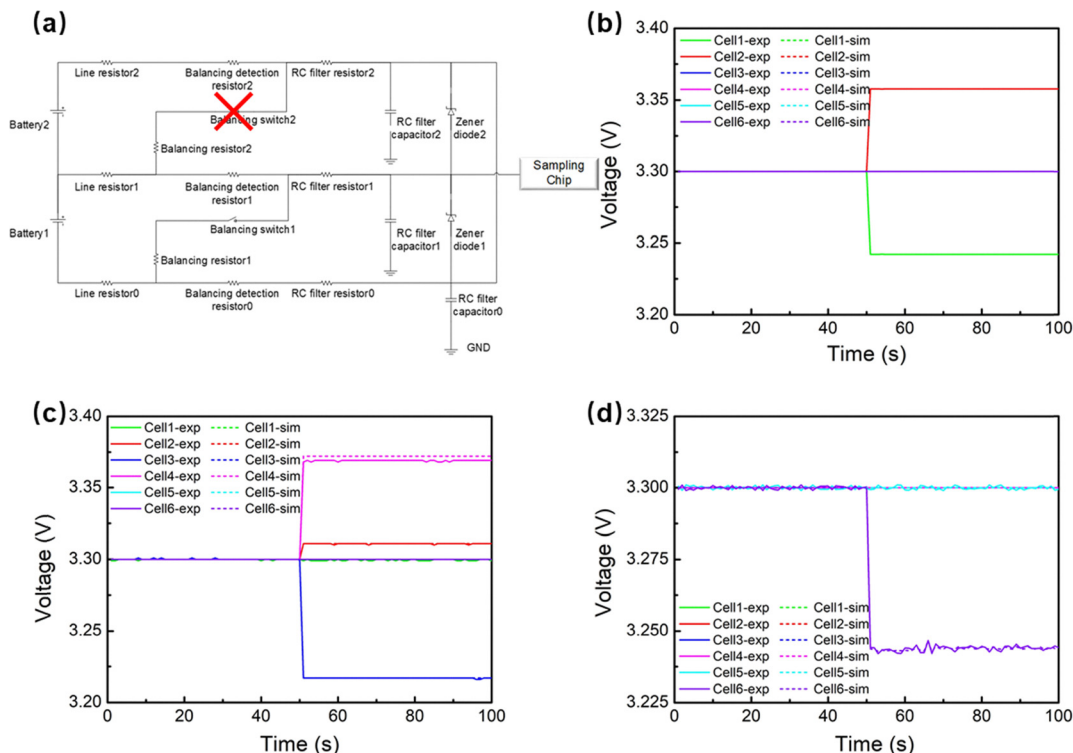 (a)
Line resistor2
Balancing detection
resistor2
RC filter resistor2
Battery2
Balancing switch2
RC filter
capacitor2
Zener
diode2
Balancing resistor2
Sampling
Chip
Line resistor1
Balancing detection
resistor1
RC filter resistor1
Battery1
Balancing switch1
RC filter
capacitor1
Zener
diode1
Balancing resistor1
Line resistor0
Balancing detection
resistor0
RC filter resistor0
RC filter
capacitor0
GND
(b)
3.40
3.35
3.30
3.25
3.20
Voltage (V)
Cell1-exp Cell1-sim
Cell2-exp Cell2-sim
Cell3-exp Cell3-sim
Cell4-exp Cell4-sim
Cell5-exp Cell5-sim
Cell6-exp Cell6-sim
0 20 40 60 80 100
Time (s)
(c)
3.40
3.35
3.30
3.25
3.20
Voltage (V)
Cell1-exp Cell1-sim
Cell2-exp Cell2-sim
Cell3-exp Cell3-sim
Cell4-exp Cell4-sim
Cell5-exp Cell5-sim
Cell6-exp Cell6-sim
0 20 40 60 80 100
Time (s)
(d)
3.325
3.300
3.275
3.250
3.225
Voltage (V)
Cell1-exp Cell1-sim
Cell2-exp Cell2-sim
Cell3-exp Cell3-sim
Cell4-exp Cell4-sim
Cell5-exp Cell5-sim
Cell6-exp Cell6-sim
0 20 40 60 80 100
Time (s)